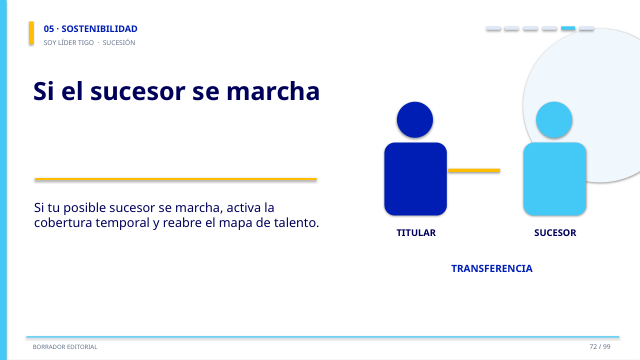 05 · SOSTENIBILIDAD
SOY LÍDER TIGO · SUCESIÓN
Si el sucesor se marcha
Si tu posible sucesor se marcha, activa la
cobertura temporal y reabre el mapa de talento.
TITULAR
SUCESOR
TRANSFERENCIA
BORRADOR EDITORIAL
72 / 99